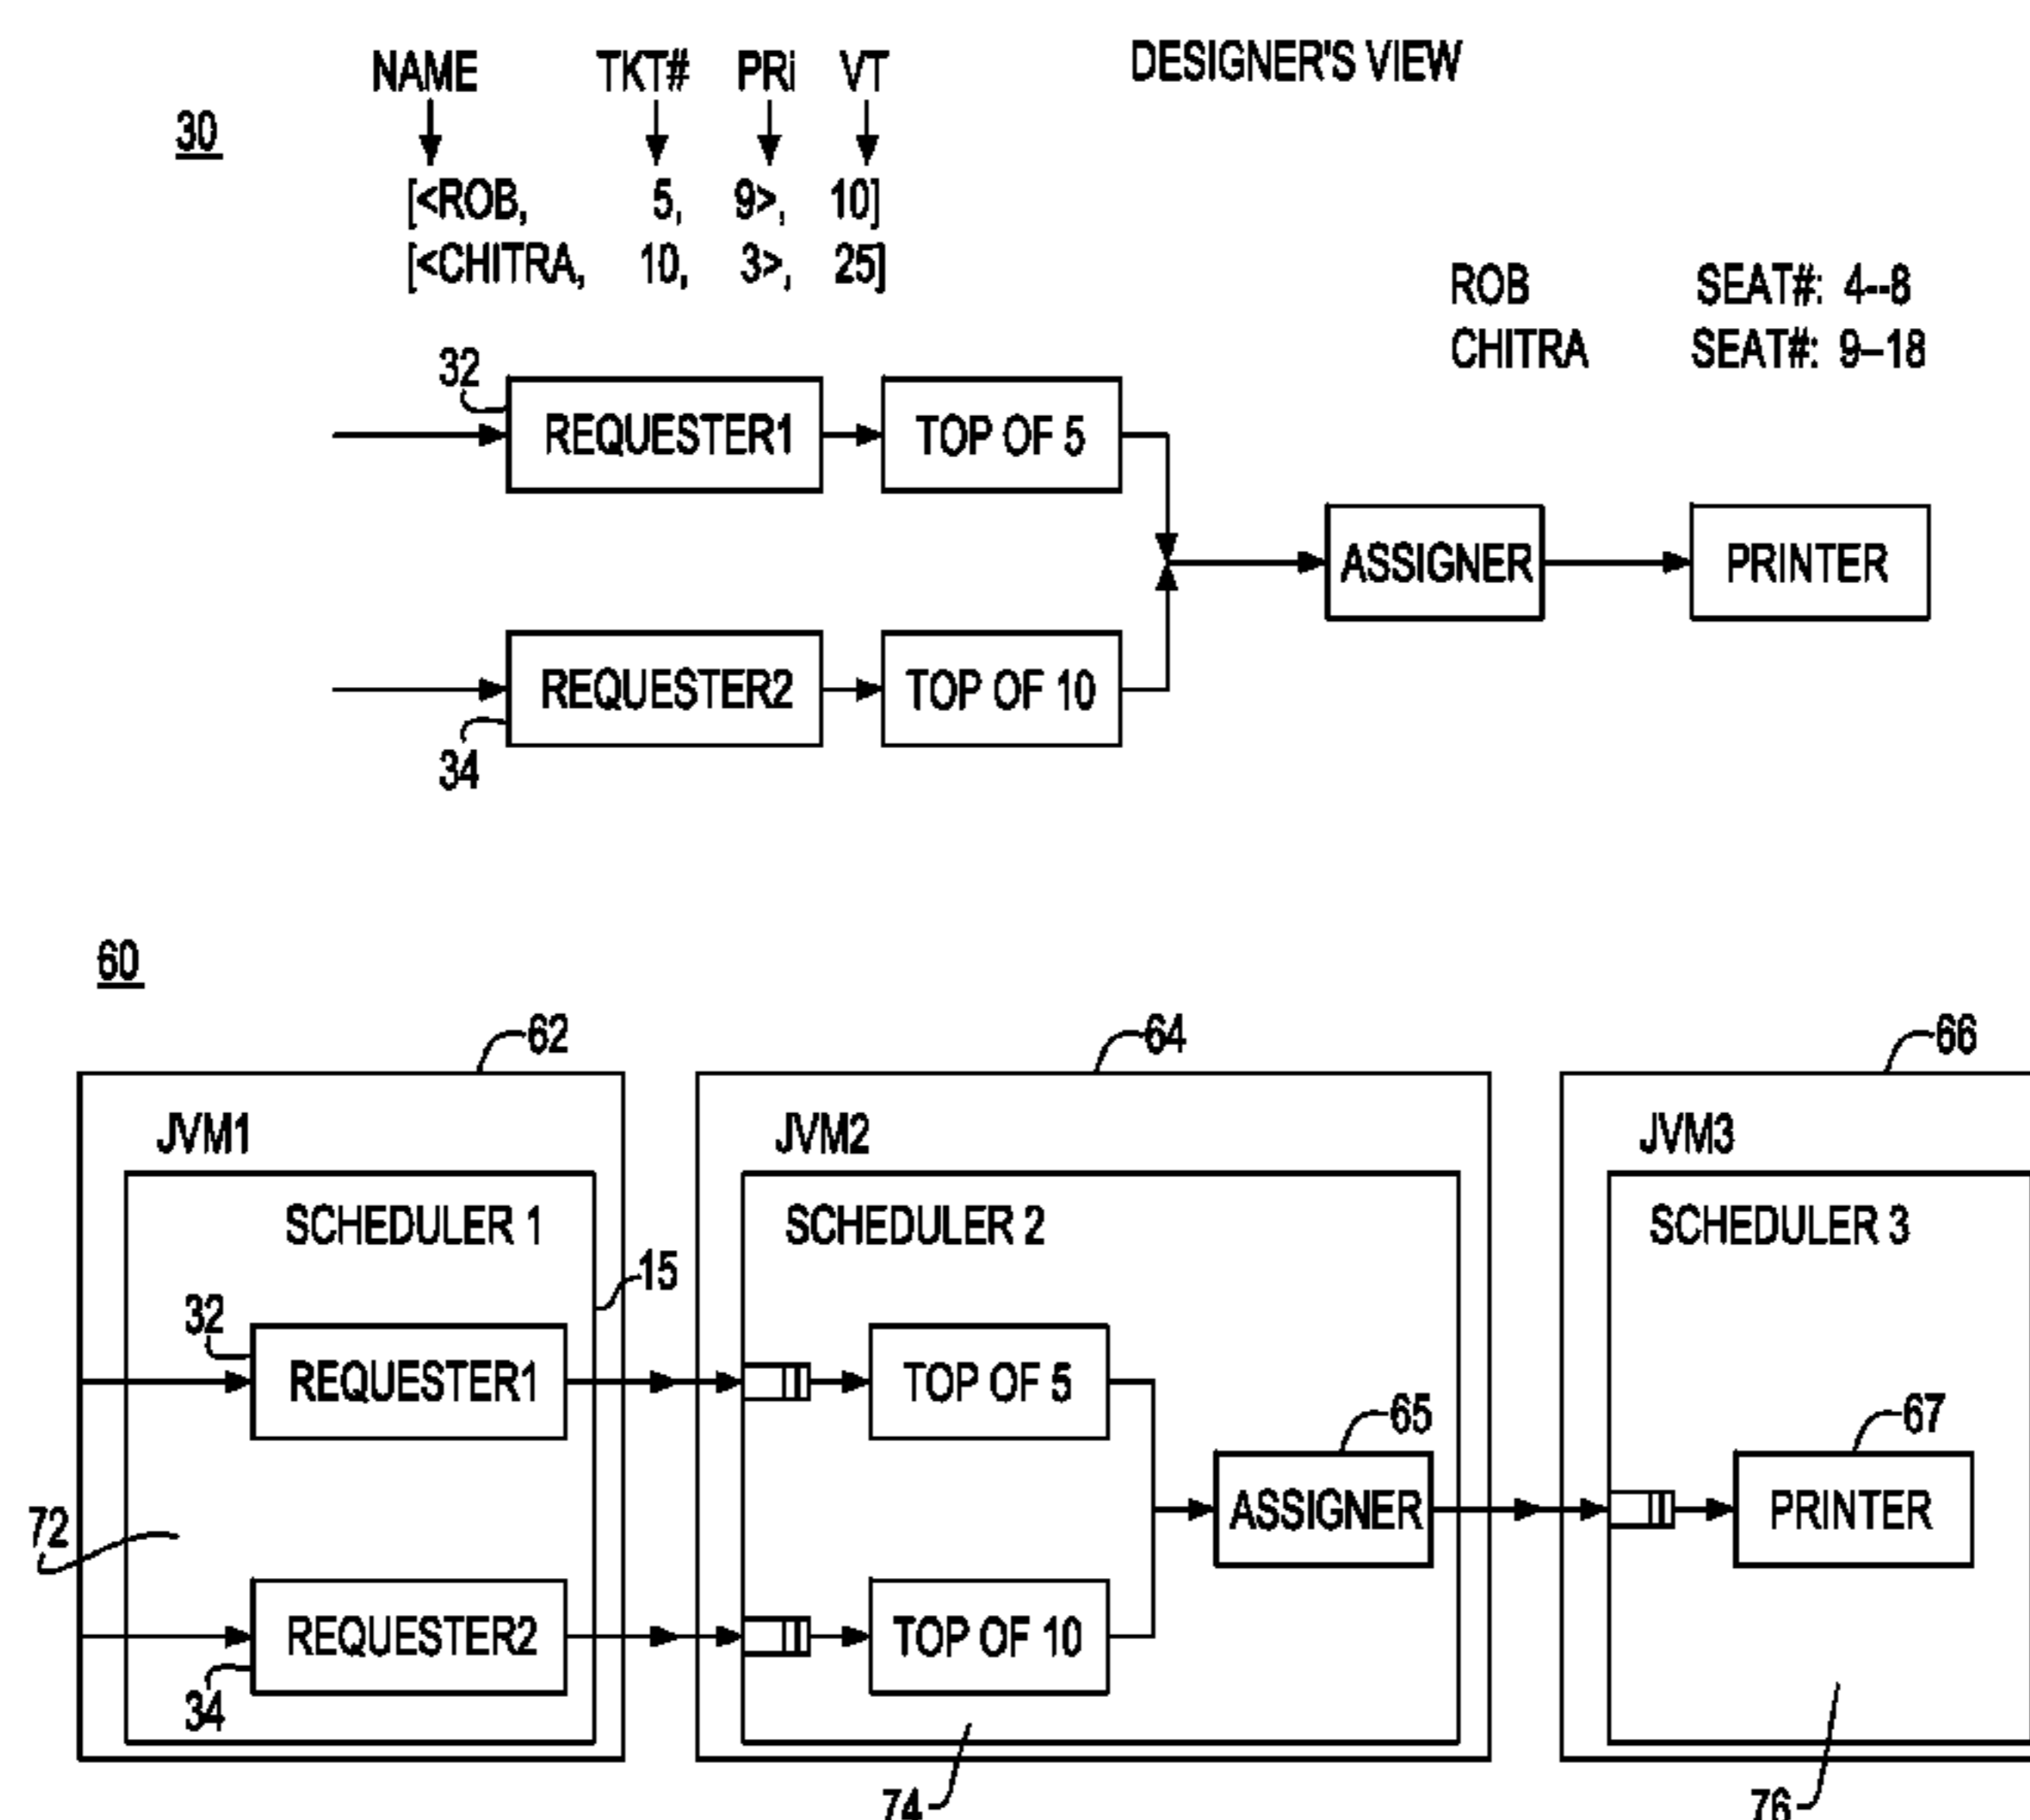 DESIGNER'S VIEW
NAME TKT# PRi VT
30
[<ROB, 5, 9>, 10]
[<CHITRA, 10, 3>, 25]
ROB SEAT#: 4--8
CHITRA SEAT#: 9–18
32
REQUESTER1 TOP OF 5
ASSIGNER PRINTER
REQUESTER2 TOP OF 10
34
60
62 64 66
JVM1 JVM2 JVM3
SCHEDULER 1 SCHEDULER 2 SCHEDULER 3
15
32
REQUESTER1 TOP OF 5
65 67
ASSIGNER PRINTER
72
REQUESTER2 TOP OF 10
34
74 76